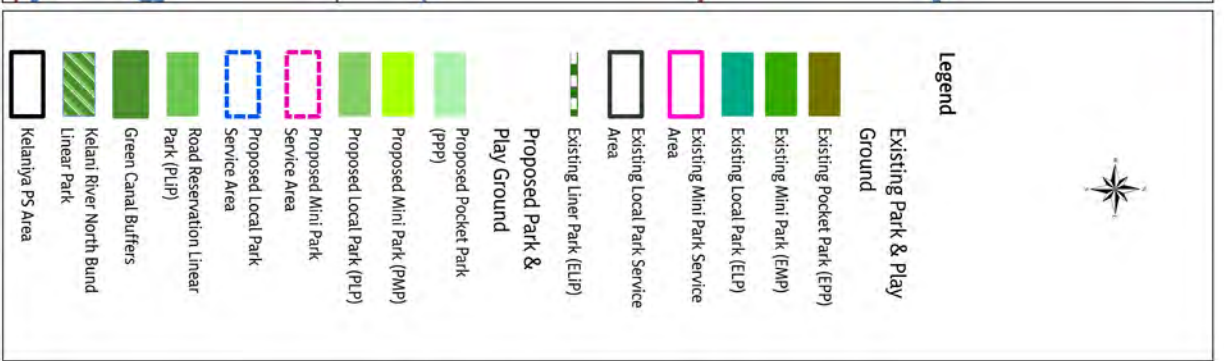 Legend
Existing Park & Play
Ground
Existing Pocket Park (EPP)
Existing Mini Park (EMP)
Existing Local Park (ELP)
Existing Mini Park Service
Area
Existing Local Park Service
Area
Existing Liner Park (ELiP)
Proposed Park &
Play Ground
Proposed Pocket Park
(PPP)
Proposed Mini Park (PMP)
Proposed Local Park (PLP)
Proposed Mini Park
Service Area
Proposed Local Park
Service Area
Road Reservation Linear
Park (PLiP)
Green Canal Buffers
Kelani River North Bund
Linear Park
Kelaniya PS Area